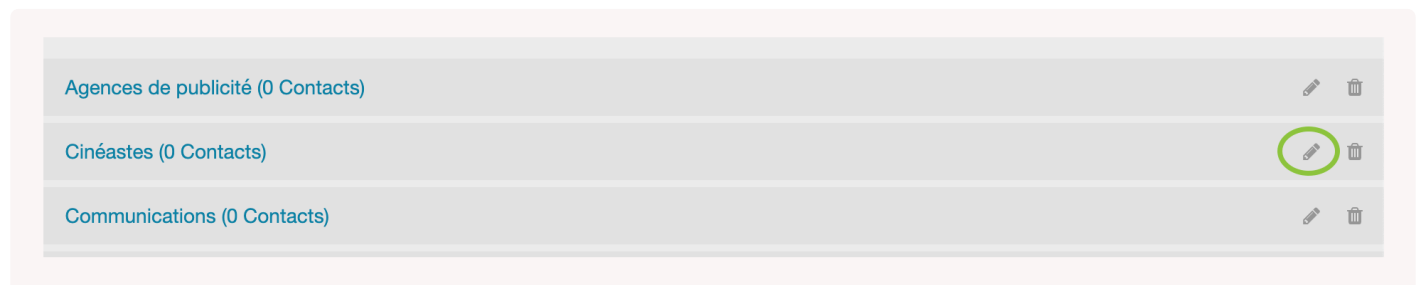 Agences de publicité (0 Contacts)
Cinéastes (0 Contacts)
Communications (0 Contacts)